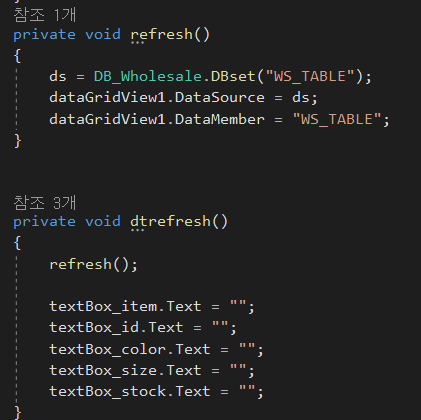 참조 1개
private void refresh()
{
    ds = DB_Wholesale.DBset("WS_TABLE");
    dataGridView1.DataSource = ds;
    dataGridView1.DataMember = "WS_TABLE";
}
참조 3개
private void dtrefresh()
{
    refresh();
    textBox_item.Text = "";
    textBox_id.Text = "";
    textBox_color.Text = "";
    textBox_size.Text = "";
    textBox_stock.Text = "";
}